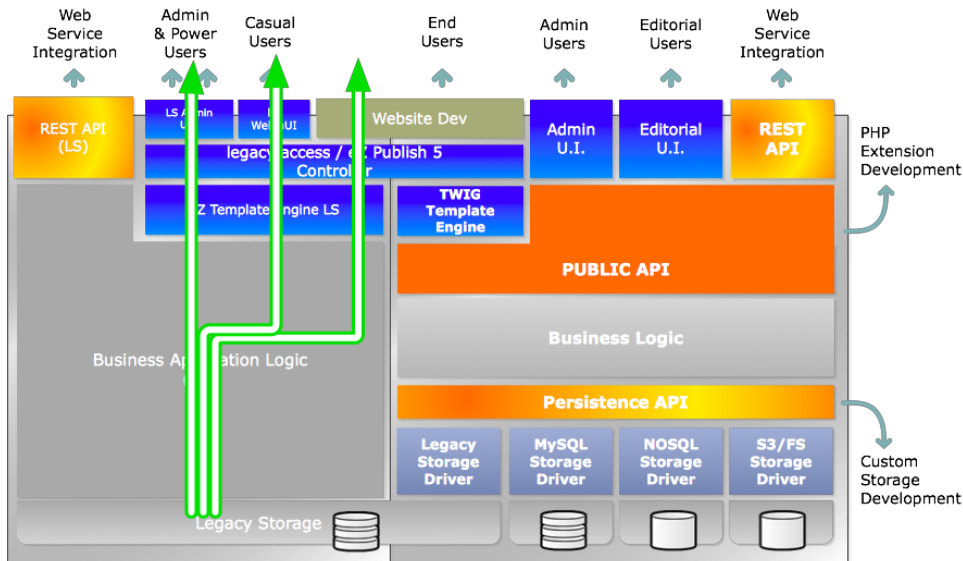 Web
Service
Integration
Admin
& Power
Users
Casual
Users
End
Users
Admin
Users
Editorial
Users
Web
Service
Integration
REST API
(LS)
LS Admin
U
Web UI
Website Dev
Admin
U.I.
Editorial
U.I.
REST
API
PHP
Extension
Development
legacy access / eZ Publish 5
Controller
Z Template Engine LS
TWIG
Template
Engine
PUBLIC API
Business Logic
Business Application Logic
Persistence API
Legacy
Storage
Driver
MySQL
Storage
Driver
NOSQL
Storage
Driver
S3/FS
Storage
Driver
Custom
Storage
Development
Legacy Storage